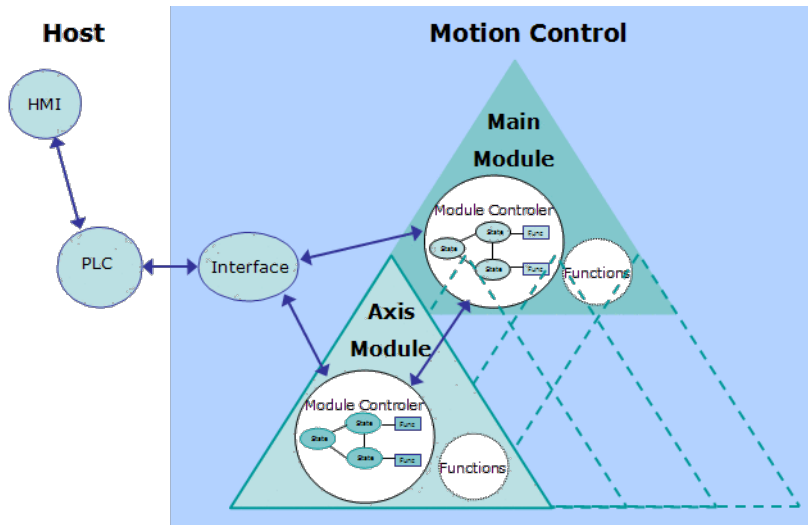 Host
Motion Control
HMI
Main
Module
Module Controler
State
State
Func
State
Func
PLC
Interface
Functions
Axis
Module
Module Controler
State
State
Func
State
Func
Functions